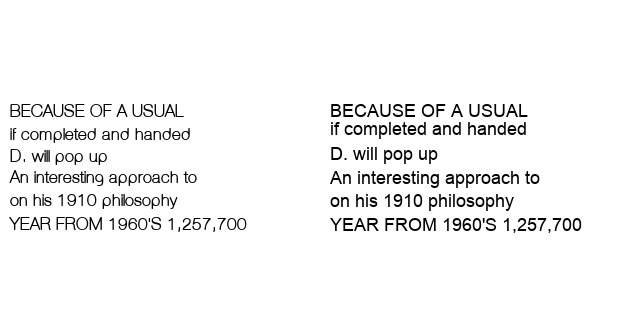 BECAUSE OF A USUAL
if completed and handed
D. will pop up
An interesting approach to
on his 1910 philosophy
YEAR FROM 1960'S 1,257,700
BECAUSE OF A USUAL
if completed and handed
D. will pop up
An interesting approach to
on his 1910 philosophy
YEAR FROM 1960'S 1,257,700